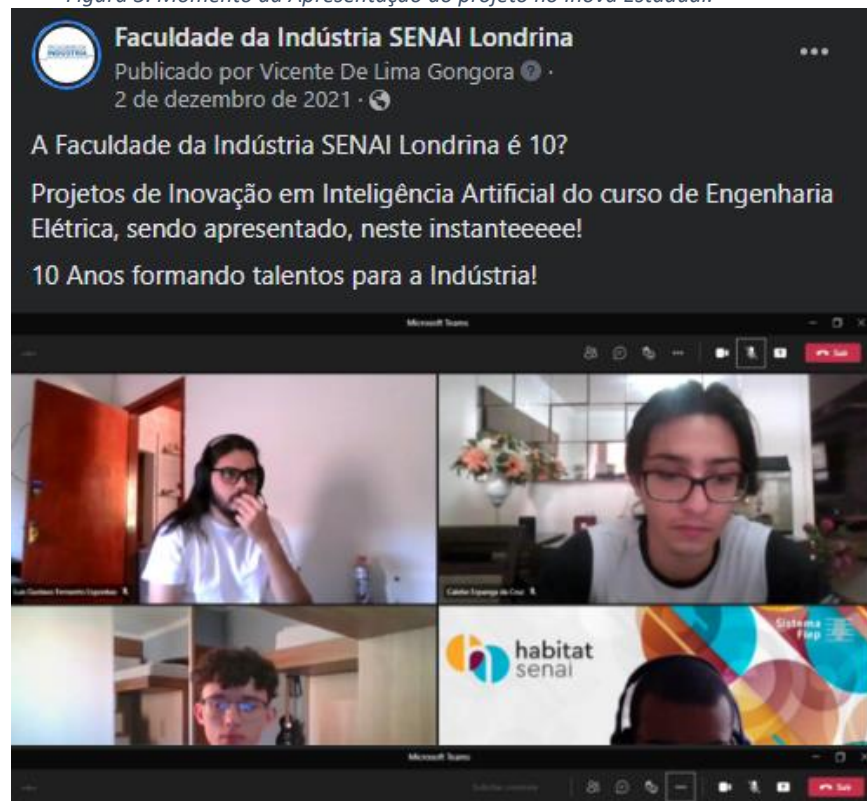 Faculdade da Indústria SENAI Londrina
Publicado por Vicente De Lima Gongora ·
2 de dezembro de 2021 ·
A Faculdade da Indústria SENAI Londrina é 10?
Projetos de Inovação em Inteligência Artificial do curso de Engenharia
Elétrica, sendo apresentado, neste instanteeeee!
10 Anos formando talentos para a Indústria!
Microsoft Teams
Sair
habitat
senai
Sistema
Fiep
Microsoft Teams
Sair